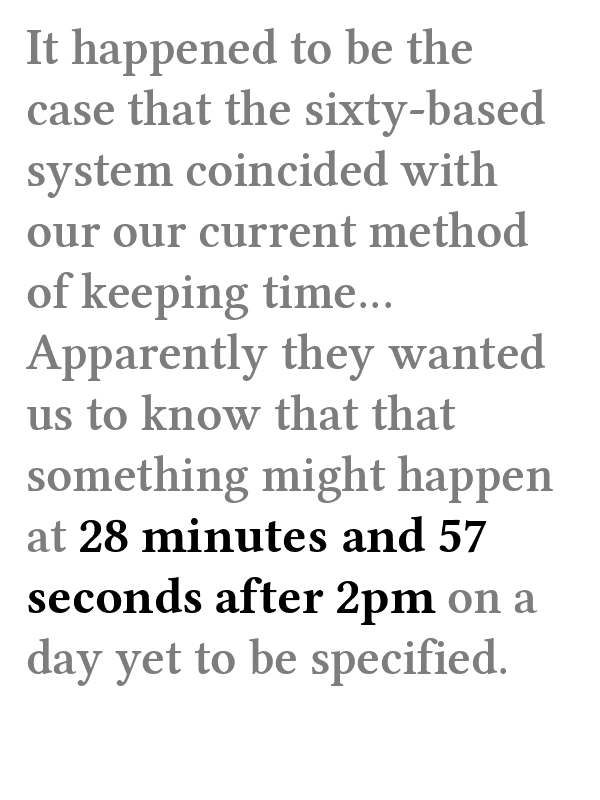 It happened to be the
case that the sixty-based
system coincided with
our our current method
of keeping time...
Apparently they wanted
us to know that that
something might happen
at 28 minutes and 57
seconds after 2pm on a
day yet to be specified.